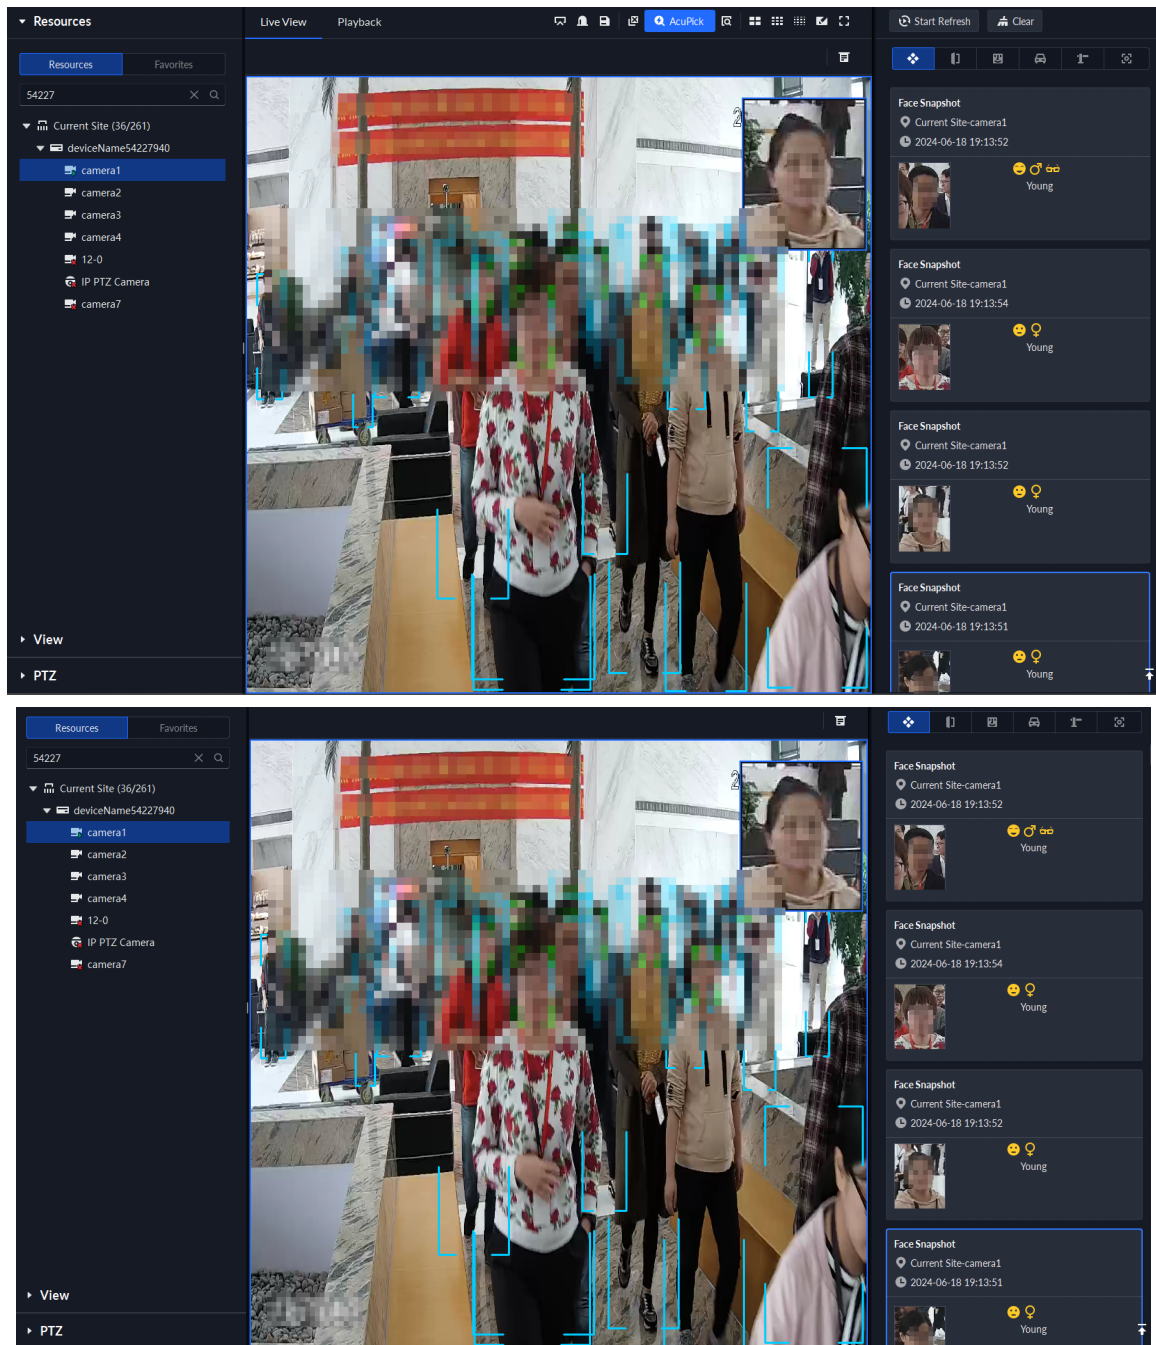 Resources
Live View
Playback
AcuPick
Start Refresh
Clear
Resources
Favorites
54227
Current Site (36/261)
deviceName54227940
camera1
camera2
camera3
camera4
12-0
IP PTZ Camera
camera7
View
PTZ
2
Face Snapshot
Current Site-camera1
2024-06-18 19:13:52
Young
Face Snapshot
Current Site-camera1
2024-06-18 19:13:54
Young
Face Snapshot
Current Site-camera1
2024-06-18 19:13:52
Young
Face Snapshot
Current Site-camera1
2024-06-18 19:13:51
Young
Resources
Favorites
54227
Current Site (36/261)
deviceName54227940
camera1
camera2
camera3
camera4
12-0
IP PTZ Camera
camera7
View
PTZ
2
Face Snapshot
Current Site-camera1
2024-06-18 19:13:52
Young
Face Snapshot
Current Site-camera1
2024-06-18 19:13:54
Young
Face Snapshot
Current Site-camera1
2024-06-18 19:13:52
Young
Face Snapshot
Current Site-camera1
2024-06-18 19:13:51
Young